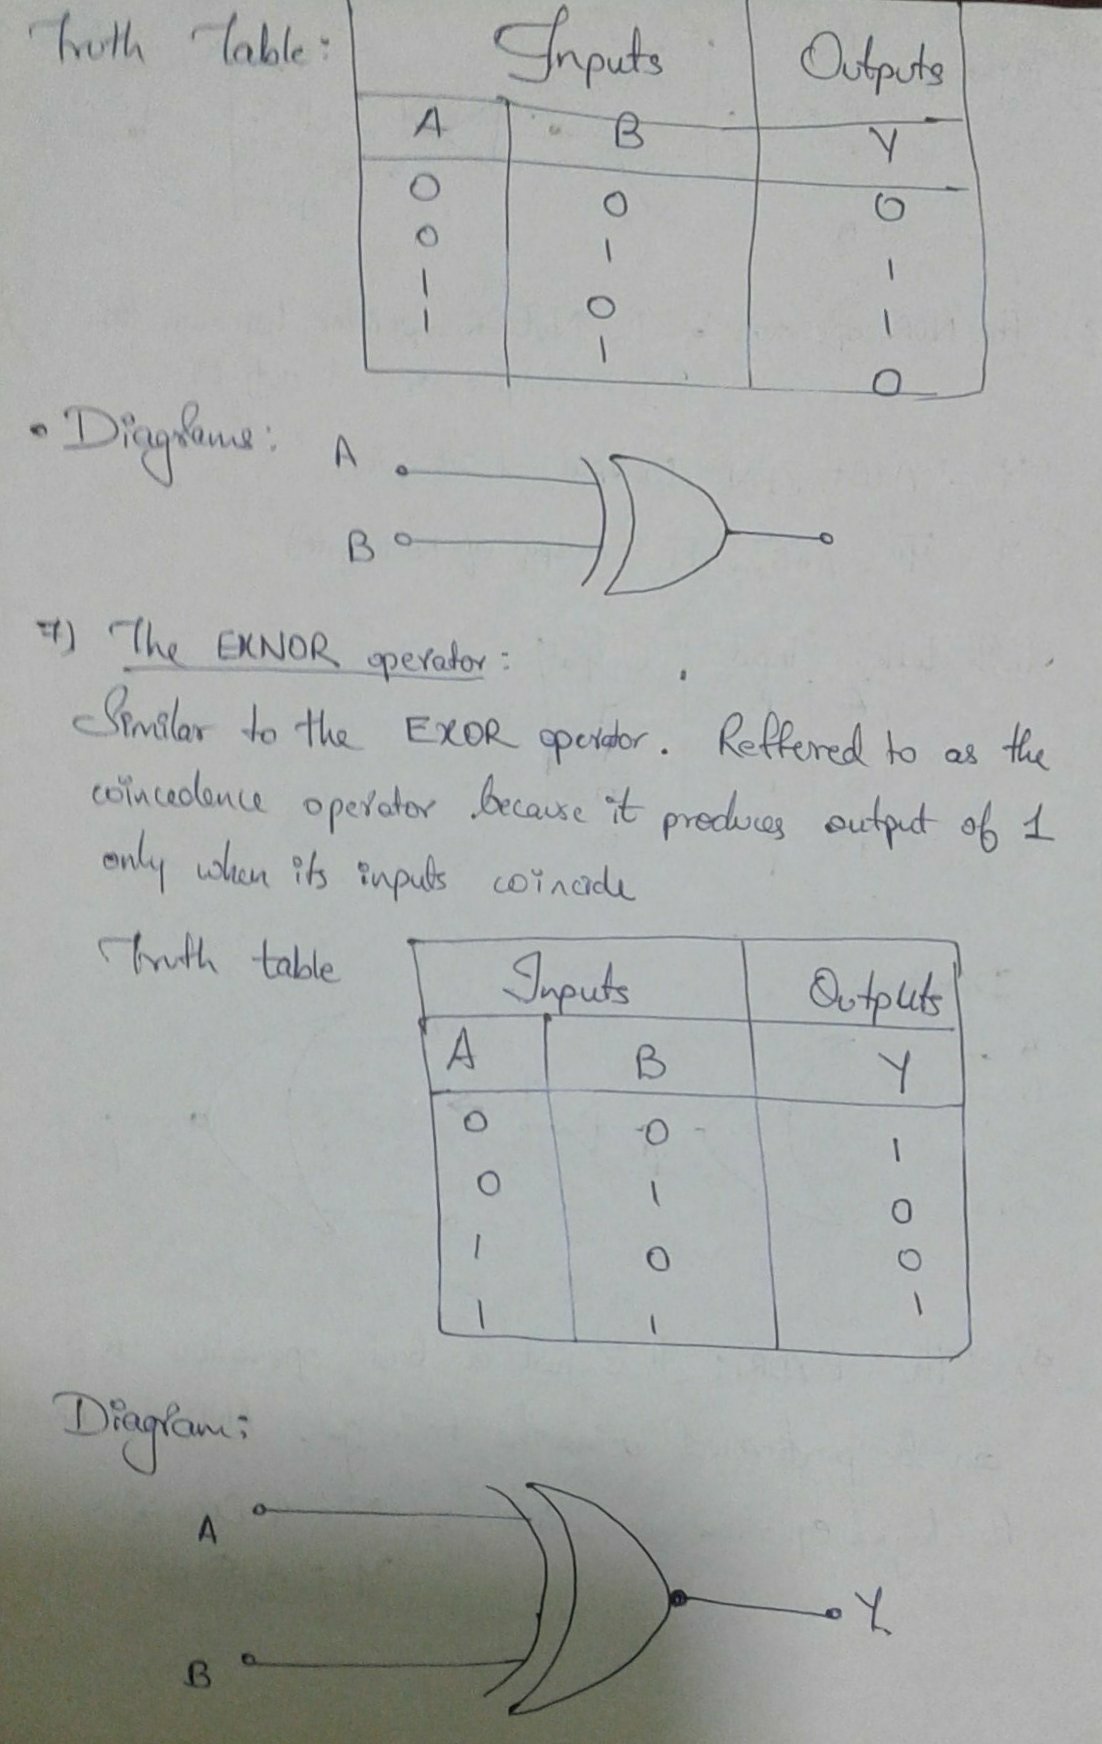 Truth Table:
Inputs Outputs
A B Y
0 0 0
0 1 1
1 0 1
1 1 0
• Diagrams:
A
B
7) The EXNOR operator:
Similar to the EXOR operator. Reffered to as the
coincedence operator because it produces output of 1
only when its inputs coincide
Truth table
Inputs Outputs
A B Y
0 0 1
0 1 0
1 0 0
1 1 1
Diagram:
A
Y
B